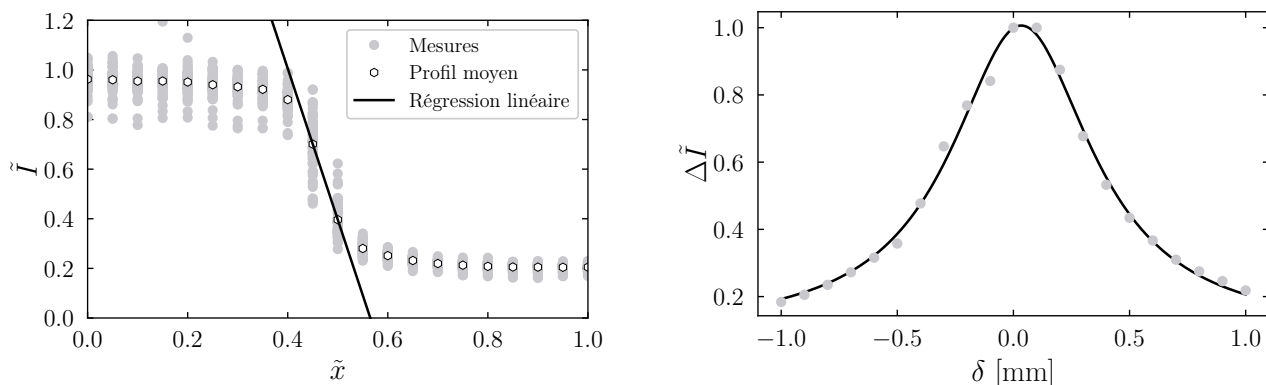 1.2
1.0
0.8
0.6
0.4
0.2
0.0
Ĩ
Mesures
Profil moyen
Régression linéaire
0.0 0.2 0.4 0.6 0.8 1.0
x̃
1.0
0.8
0.6
0.4
0.2
ΔĨ
−1.0 −0.5 0.0 0.5 1.0
δ [mm]